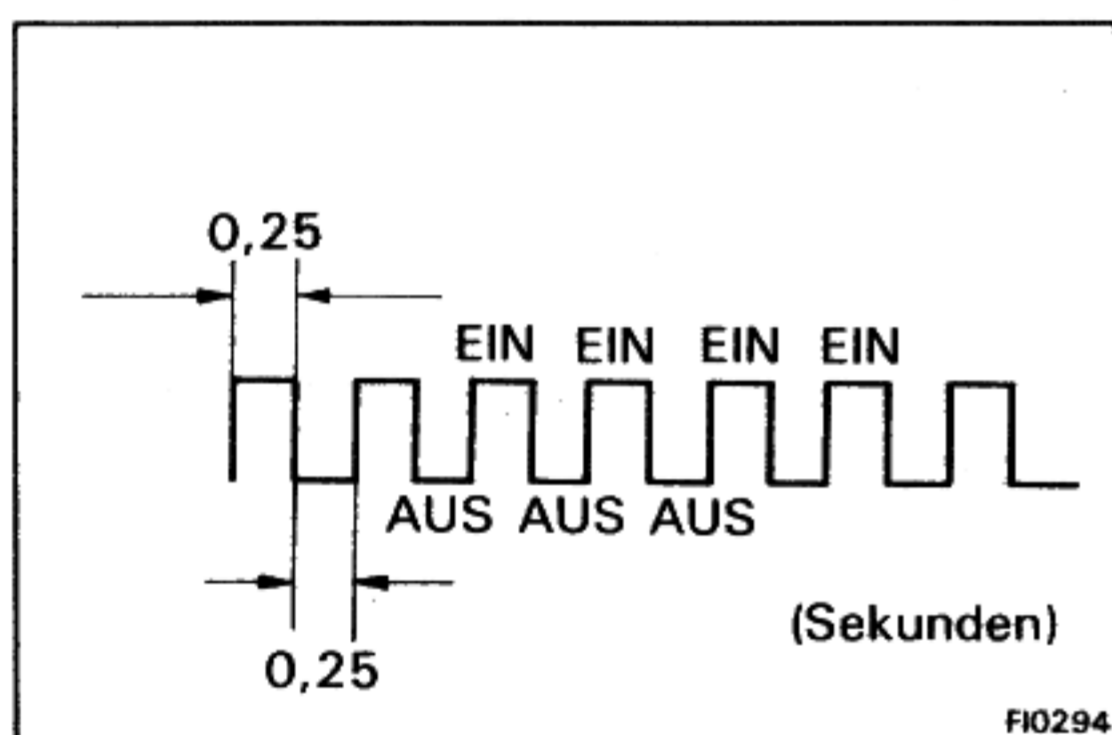 0,25
EIN EIN EIN EIN
AUS AUS AUS
0,25
(Sekunden)
FI0294